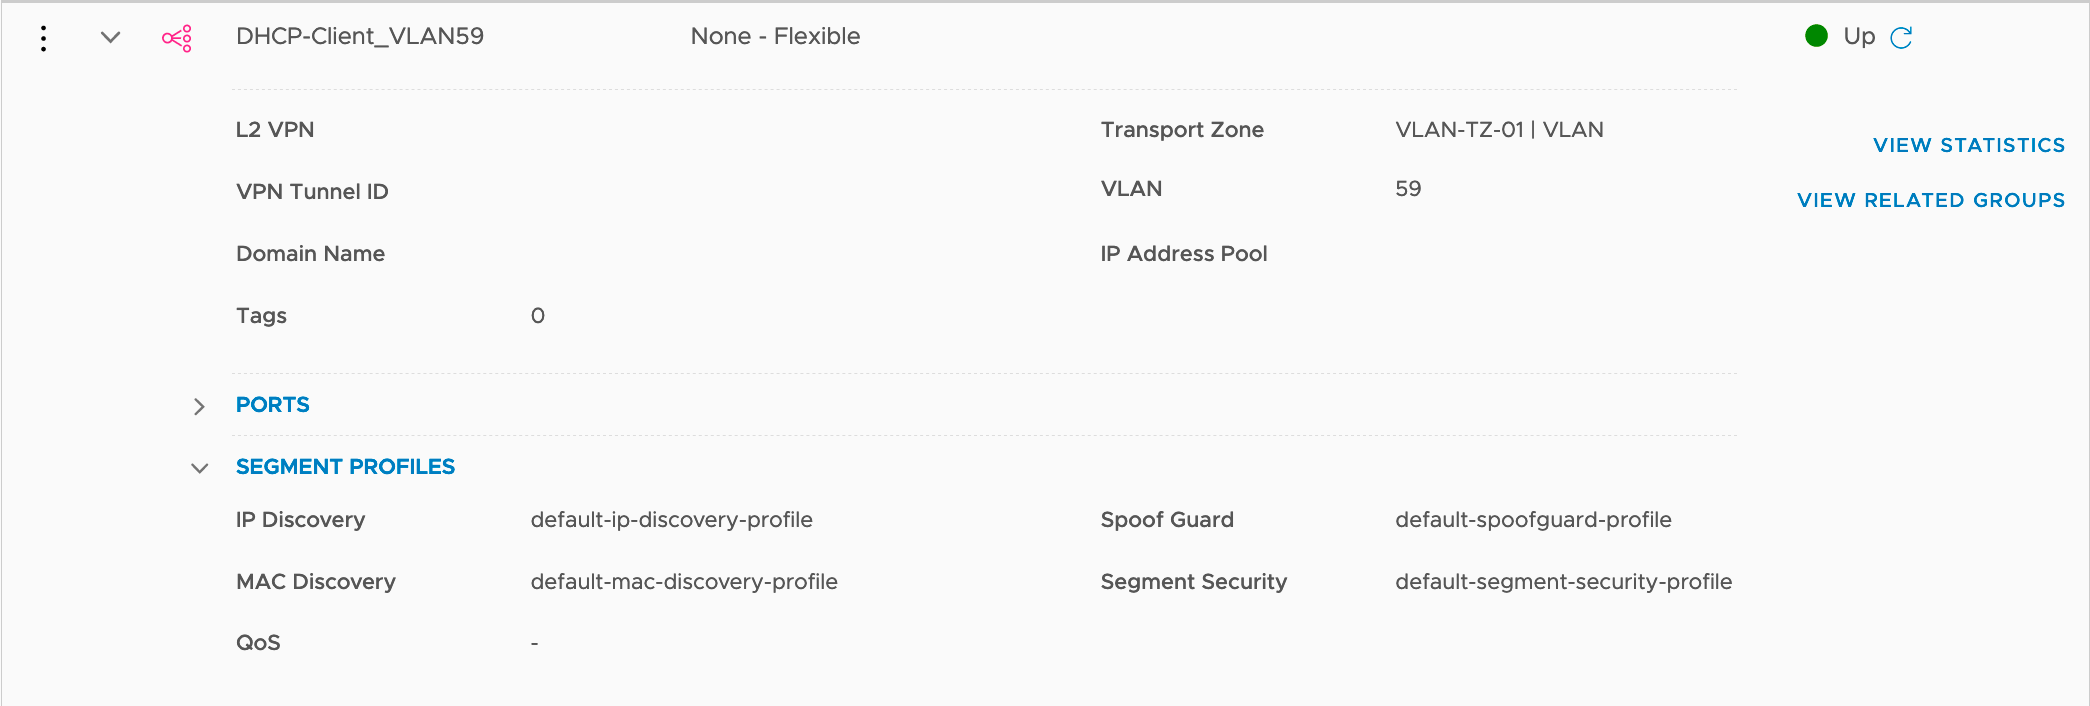 DHCP-Client_VLAN59 None - Flexible Up
L2 VPN Transport Zone VLAN-TZ-01 | VLAN
VIEW STATISTICS
VPN Tunnel ID VLAN 59
VIEW RELATED GROUPS
Domain Name IP Address Pool
Tags 0
PORTS
SEGMENT PROFILES
IP Discovery default-ip-discovery-profile Spoof Guard default-spoofguard-profile
MAC Discovery default-mac-discovery-profile Segment Security default-segment-security-profile
QoS -